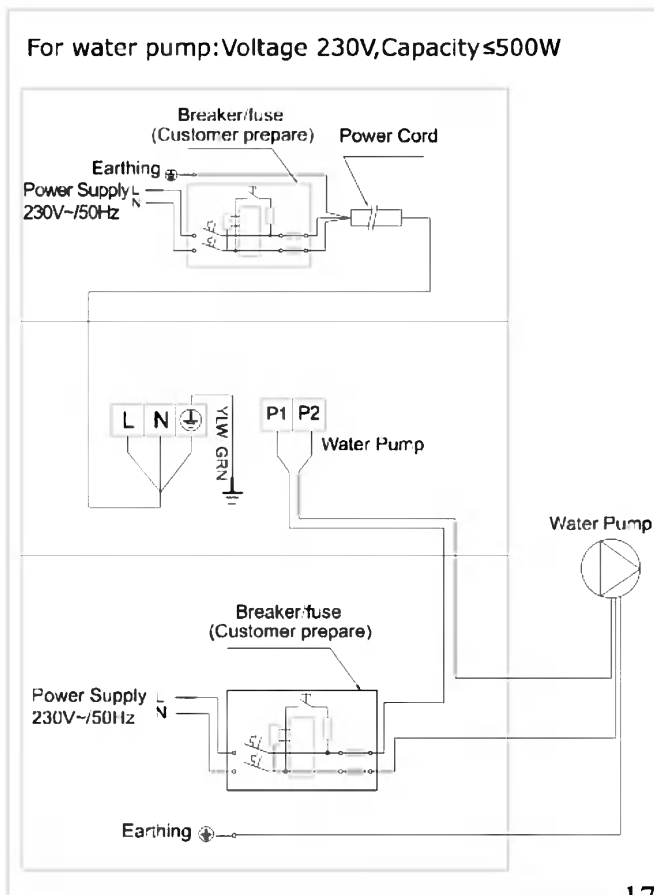 For water pump:Voltage 230V,Capacity≤500W
Breaker/fuse
(Customer prepare)
Power Cord
Earthing
Power Supply L
230V~/50Hz N
L N
YLW GRN
P1 P2
Water Pump
Water Pump
Breaker/fuse
(Customer prepare)
Power Supply L
230V~/50Hz N
Earthing
17